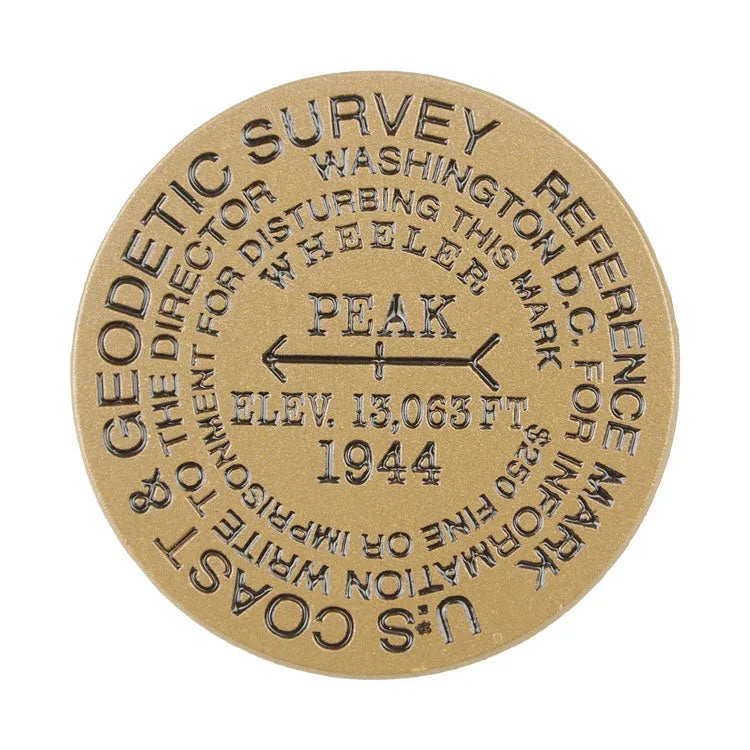 U.S COAST & GEODETIC SURVEY REFERENCE MARK
FOR INFORMATION WRITE TO THE DIRECTOR WASHINGTON D.C.
$250 FINE OR IMPRISONMENT FOR DISTURBING THIS MARK
WHEELER
PEAK
ELEV. 13,063 FT
1944